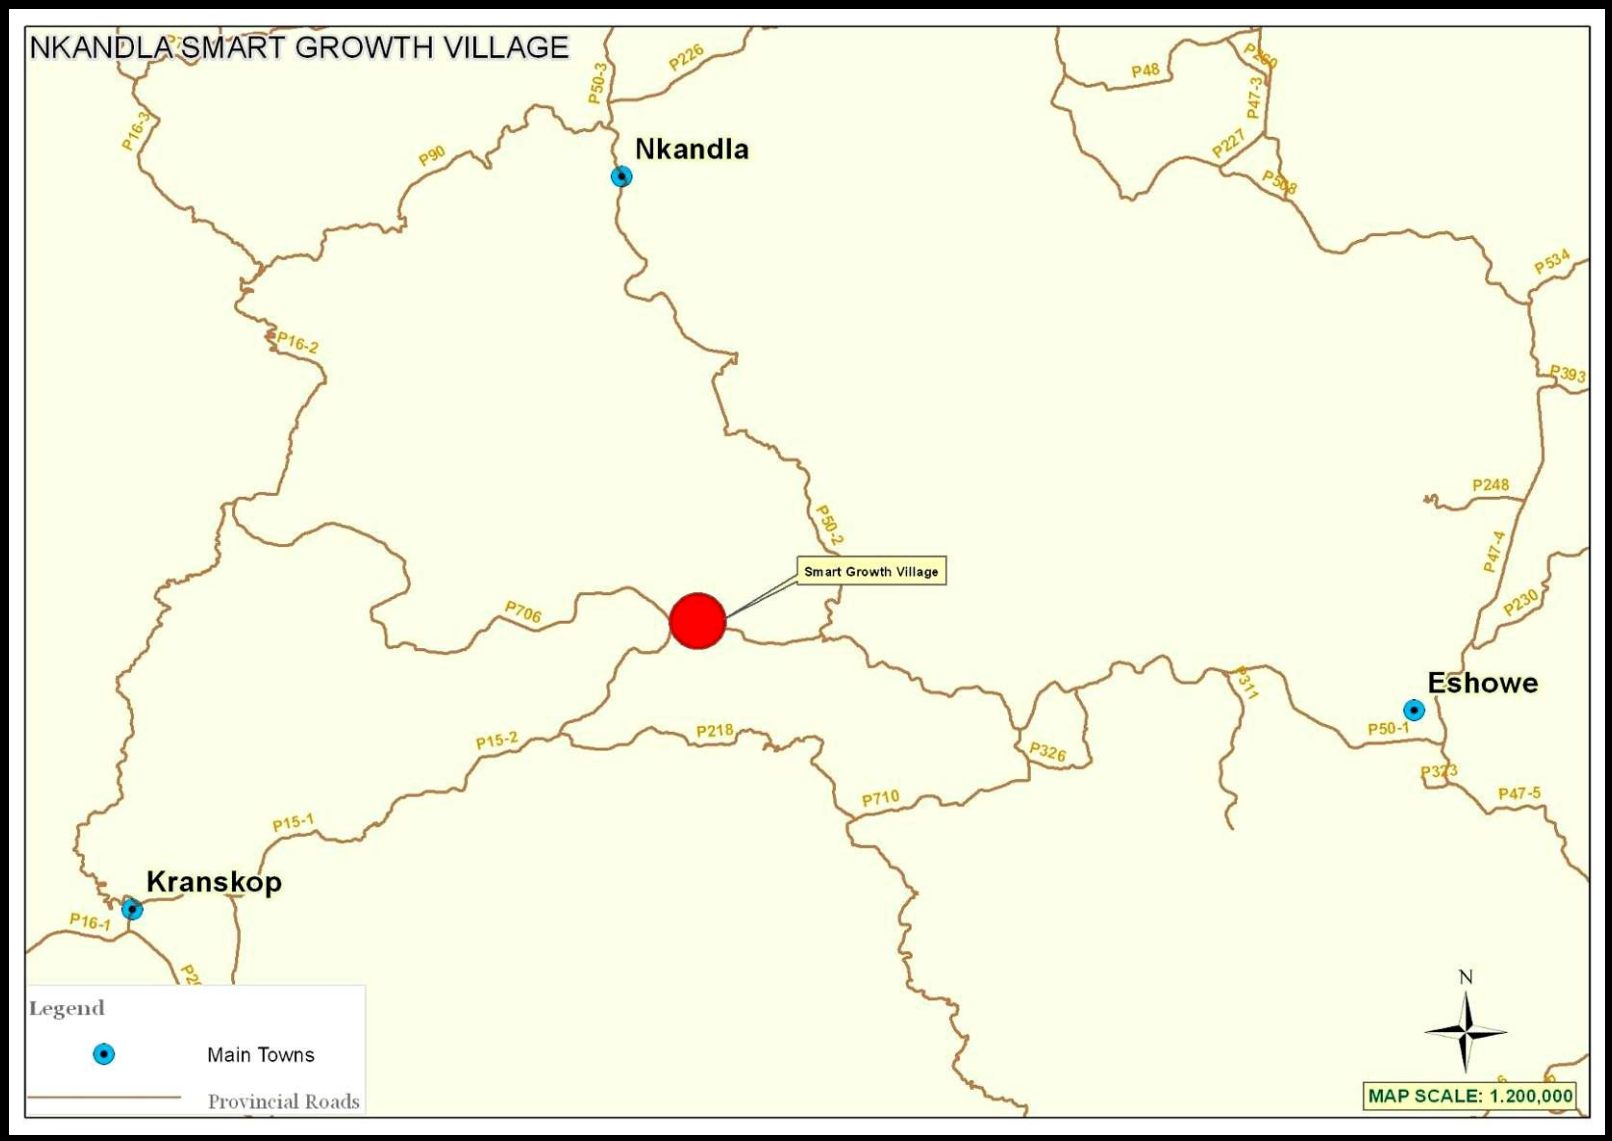 NKANDLA SMART GROWTH VILLAGE
P226
P50-3
P48
P260
P47-3
P16-3
P90
Nkandla
P227
P508
P534
P16-2
P393
P248
P50-2
P47-4
Smart Growth Village
P706
P230
P311
Eshowe
P15-2
P218
P326
P50-1
P323
P710
P47-5
P15-1
Kranskop
P16-1
N
Legend
Main Towns
Provincial Roads
MAP SCALE: 1.200,000